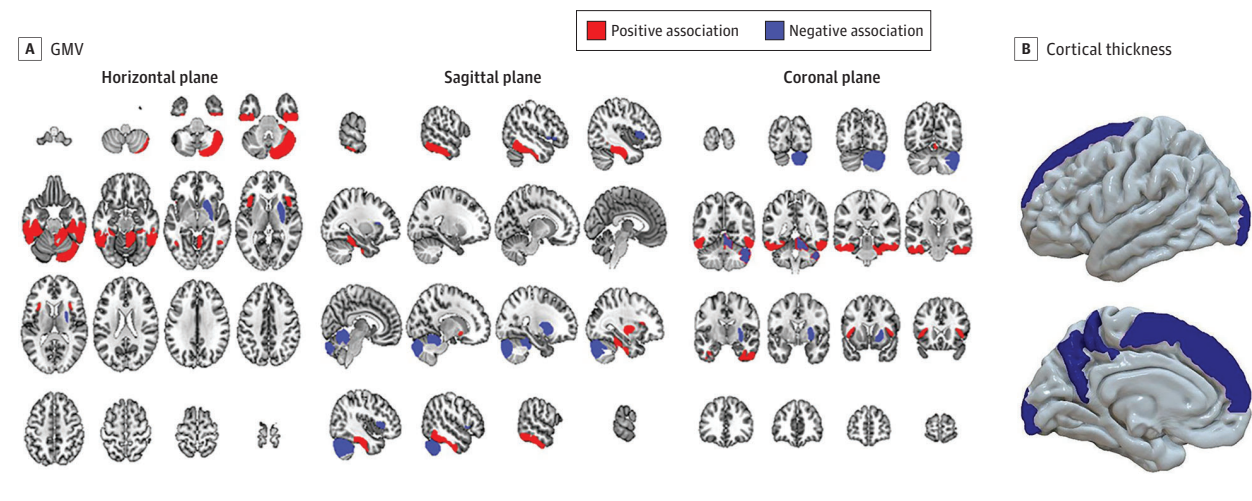 Positive association
Negative association
A GMV
B Cortical thickness
Horizontal plane
Sagittal plane
Coronal plane